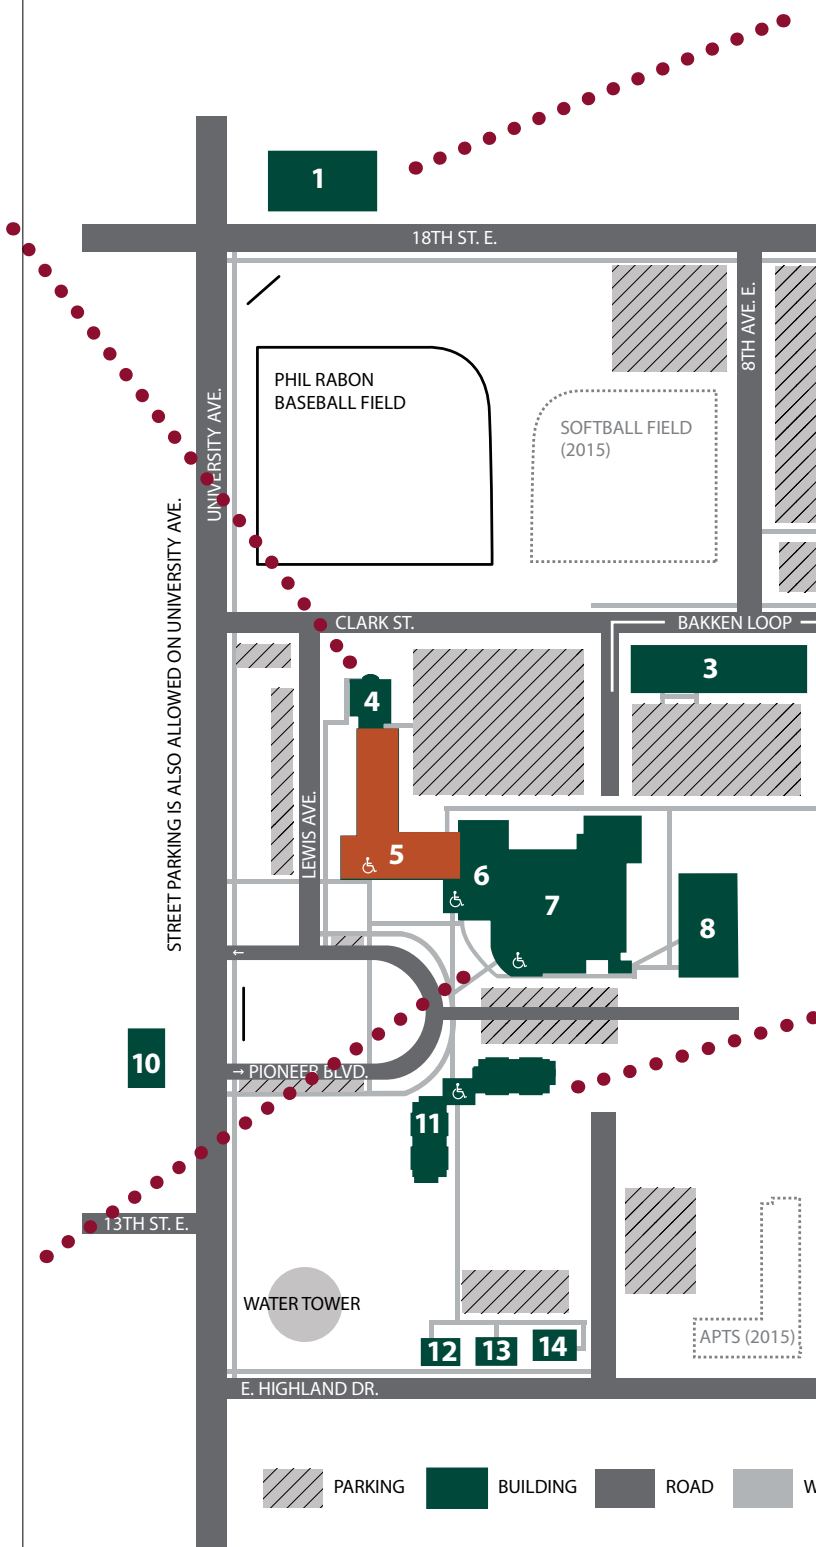 1
18TH ST. E.
8TH AVE. E.
PHIL RABON
BASEBALL FIELD
SOFTBALL FIELD
(2015)
UNIVERSITY AVE.
STREET PARKING IS ALSO ALLOWED ON UNIVERSITY AVE.
CLARK ST.
BAKKEN LOOP
3
4
LEWIS AVE.
5
6
7
8
←
10
→ PIONEER BLVD.
11
13TH ST. E.
WATER TOWER
APTS (2015)
12
13
14
E. HIGHLAND DR.
PARKING
BUILDING
ROAD
W